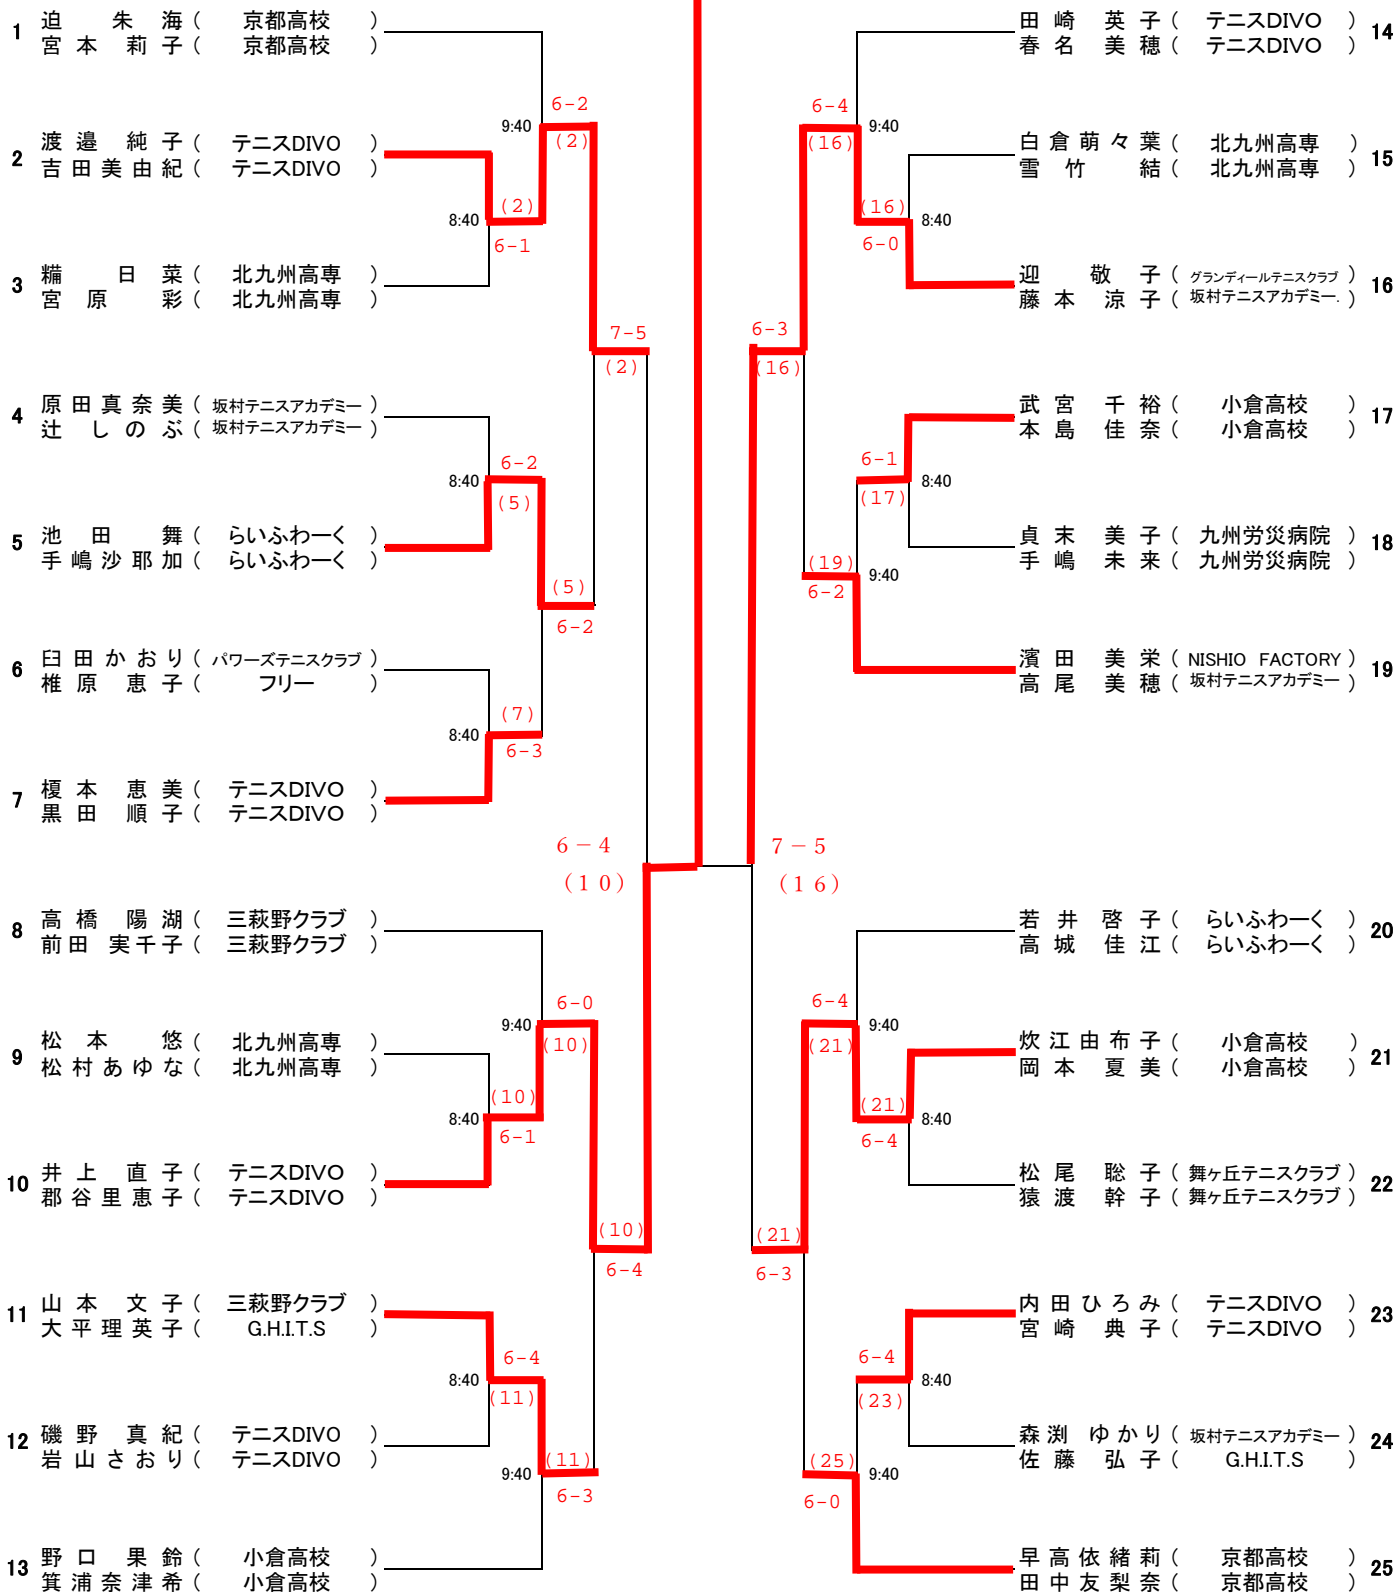 1 迫 朱 海 ( 京都高校 )
宮 本 莉 子 ( 京都高校 )
9:40
6-2
(2)
2 渡 邉 純 子 ( テニスDIVO )
吉 田 美 由 紀 ( テニスDIVO )
8:40
(2)
6-1
3 糒 日 菜 ( 北九州高専 )
宮 原 彩 ( 北九州高専 )
7-5
(2)
4 原 田 真 奈 美 ( 坂村テニスアカデミー )
辻 し の ぶ ( 坂村テニスアカデミー )
8:40
6-2
(5)
5 池 田 舞 ( らいふわーく )
手 嶋 沙 耶 加 ( らいふわーく )
(5)
6-2
6 臼 田 か お り ( パワーズテニスクラブ )
椎 原 恵 子 ( フリー )
8:40
(7)
6-3
7 榎 本 恵 美 ( テニスDIVO )
黒 田 順 子 ( テニスDIVO )
6-4
(10)
8 高 橋 陽 湖 ( 三萩野クラブ )
前 田 実 千 子 ( 三萩野クラブ )
9:40
6-0
(10)
9 松 本 悠 ( 北九州高専 )
松 村 あ ゆ な ( 北九州高専 )
8:40
(10)
6-1
10 井 上 直 子 ( テニスDIVO )
郡 谷 里 恵 子 ( テニスDIVO )
(10)
6-4
11 山 本 文 子 ( 三萩野クラブ )
大 平 理 英 子 ( G.H.I.T.S )
8:40
6-4
(11)
12 磯 野 真 紀 ( テニスDIVO )
岩 山 さ お り ( テニスDIVO )
9:40
(11)
6-3
13 野 口 果 鈴 ( 小倉高校 )
箕 浦 奈 津 希 ( 小倉高校 )
田 崎 英 子 ( テニスDIVO ) 14
春 名 美 穂 ( テニスDIVO )
6-4
(16)
9:40
白 倉 萌 々 葉 ( 北九州高専 ) 15
雪 竹 結 ( 北九州高専 )
(16)
6-0
8:40
迎 敬 子 ( グランディールテニスクラブ ) 16
藤 本 涼 子 ( 坂村テニスアカデミー. )
6-3
(16)
武 宮 千 裕 ( 小倉高校 ) 17
本 島 佳 奈 ( 小倉高校 )
6-1
(17)
8:40
貞 末 美 子 ( 九州労災病院 ) 18
手 嶋 未 来 ( 九州労災病院 )
(19)
6-2
9:40
濱 田 美 栄 ( NISHIO FACTORY ) 19
高 尾 美 穂 ( 坂村テニスアカデミー )
7-5
(16)
若 井 啓 子 ( らいふわーく ) 20
高 城 佳 江 ( らいふわーく )
6-4
(21)
9:40
炊 江 由 布 子 ( 小倉高校 ) 21
岡 本 夏 美 ( 小倉高校 )
(21)
6-4
8:40
松 尾 聡 子 ( 舞ヶ丘テニスクラブ ) 22
猿 渡 幹 子 ( 舞ヶ丘テニスクラブ )
(21)
6-3
内 田 ひ ろ み ( テニスDIVO ) 23
宮 崎 典 子 ( テニスDIVO )
6-4
(23)
8:40
森 渕 ゆ か り ( 坂村テニスアカデミー ) 24
佐 藤 弘 子 ( G.H.I.T.S )
(25)
6-0
9:40
早 高 依 緒 莉 ( 京都高校 ) 25
田 中 友 梨 奈 ( 京都高校 )